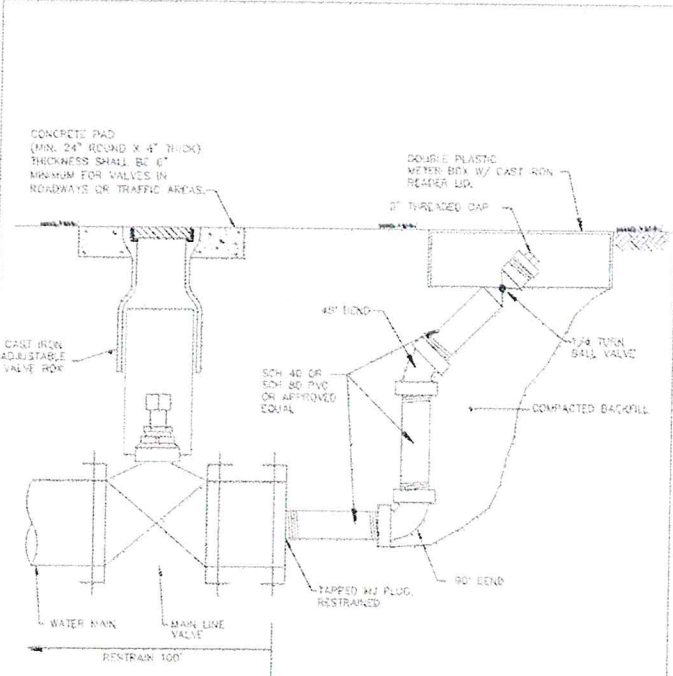 CONCRETE PAD
(MIN. 24" ROUND X 4" THICK)
THICKNESS SHALL BE 6"
MINIMUM FOR VALVES IN
ROADWAYS OR TRAFFIC AREAS.
DOUBLE PLASTIC
METER BOX W/ CAST IRON
READER LID.
2" THREADED CAP
CAST IRON
ADJUSTABLE
VALVE BOX
45° BEND
1/4 TURN
BALL VALVE
SCH 40 OR
SCH 80 PVC
OR APPROVED
EQUAL
COMPACTED BACKFILL
TAPPED MJ PLUG,
RESTRAINED
90° BEND
WATER MAIN
MAIN LINE
VALVE
RESTRAIN 100'